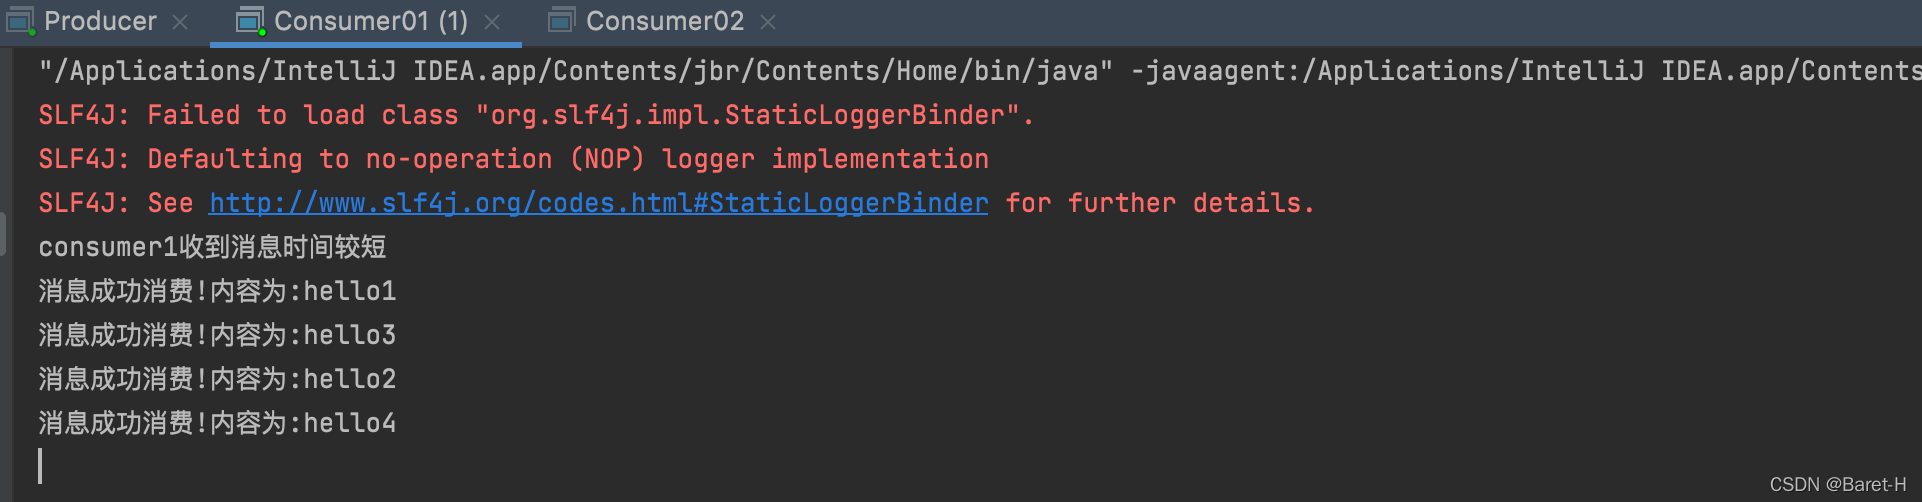 Producer Consumer01 (1) Consumer02
"/Applications/IntelliJ IDEA.app/Contents/jbr/Contents/Home/bin/java" -javaagent:/Applications/IntelliJ IDEA.app/Contents
SLF4J: Failed to load class "org.slf4j.impl.StaticLoggerBinder".
SLF4J: Defaulting to no-operation (NOP) logger implementation
SLF4J: See http://www.slf4j.org/codes.html#StaticLoggerBinder for further details.
consumer1收到消息时间较短
消息成功消费!内容为:hello1
消息成功消费!内容为:hello3
消息成功消费!内容为:hello2
消息成功消费!内容为:hello4
CSDN @Baret-H